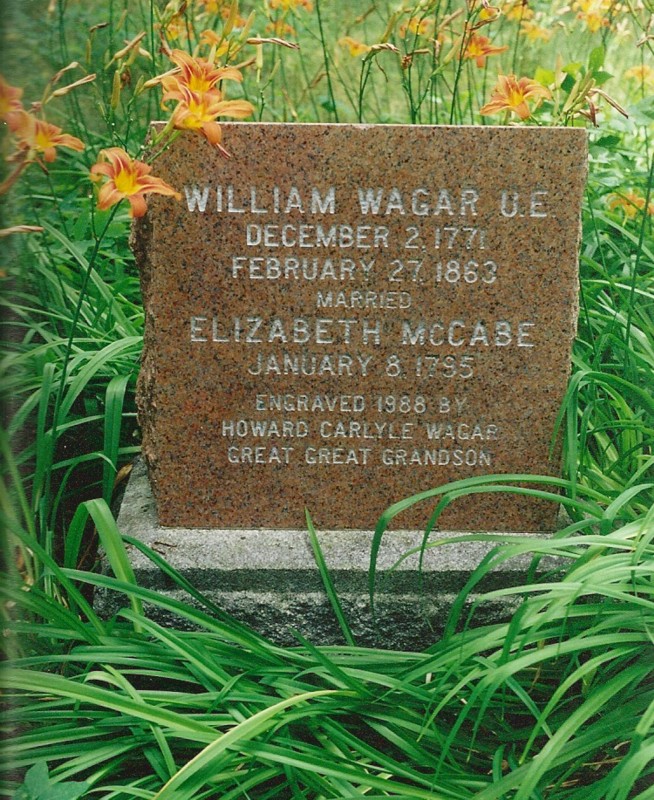 WILLIAM WAGAR U.E.
DECEMBER 2, 1771
FEBRUARY 27, 1863
MARRIED
ELIZABETH McCABE
JANUARY 8, 1795
ENGRAVED 1988 BY
HOWARD CARLYLE WAGAR
GREAT GREAT GRANDSON